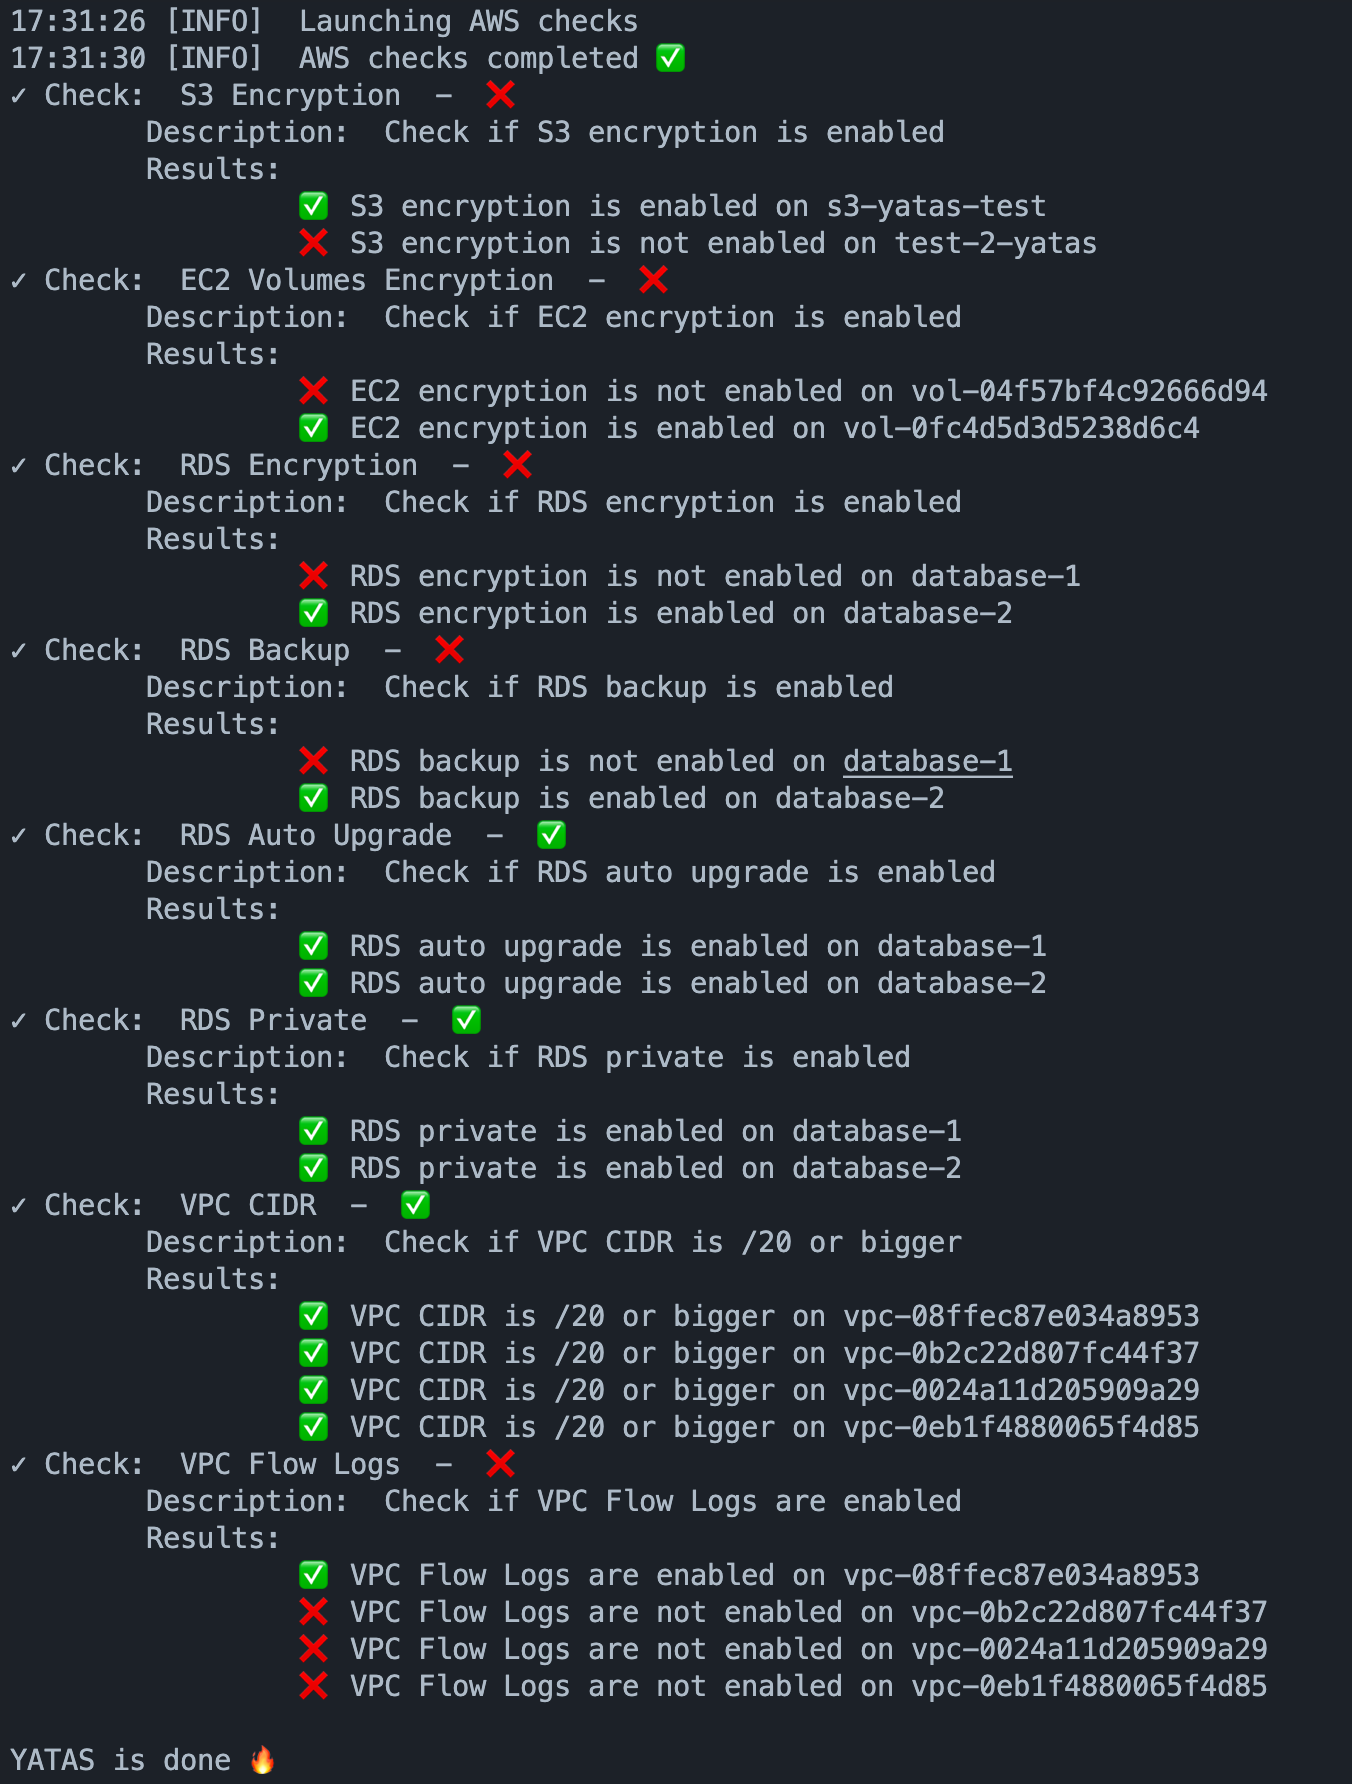 17:31:26 [INFO]  Launching AWS checks
17:31:30 [INFO]  AWS checks completed ✅
✓ Check:  S3 Encryption  -  ❌
Description:  Check if S3 encryption is enabled
Results:
✅ S3 encryption is enabled on s3-yatas-test
❌ S3 encryption is not enabled on test-2-yatas
✓ Check:  EC2 Volumes Encryption  -  ❌
Description:  Check if EC2 encryption is enabled
Results:
❌ EC2 encryption is not enabled on vol-04f57bf4c92666d94
✅ EC2 encryption is enabled on vol-0fc4d5d3d5238d6c4
✓ Check:  RDS Encryption  -  ❌
Description:  Check if RDS encryption is enabled
Results:
❌ RDS encryption is not enabled on database-1
✅ RDS encryption is enabled on database-2
✓ Check:  RDS Backup  -  ❌
Description:  Check if RDS backup is enabled
Results:
❌ RDS backup is not enabled on database-1
✅ RDS backup is enabled on database-2
✓ Check:  RDS Auto Upgrade  -  ✅
Description:  Check if RDS auto upgrade is enabled
Results:
✅ RDS auto upgrade is enabled on database-1
✅ RDS auto upgrade is enabled on database-2
✓ Check:  RDS Private  -  ✅
Description:  Check if RDS private is enabled
Results:
✅ RDS private is enabled on database-1
✅ RDS private is enabled on database-2
✓ Check:  VPC CIDR  -  ✅
Description:  Check if VPC CIDR is /20 or bigger
Results:
✅ VPC CIDR is /20 or bigger on vpc-08ffec87e034a8953
✅ VPC CIDR is /20 or bigger on vpc-0b2c22d807fc44f37
✅ VPC CIDR is /20 or bigger on vpc-0024a11d205909a29
✅ VPC CIDR is /20 or bigger on vpc-0eb1f4880065f4d85
✓ Check:  VPC Flow Logs  -  ❌
Description:  Check if VPC Flow Logs are enabled
Results:
✅ VPC Flow Logs are enabled on vpc-08ffec87e034a8953
❌ VPC Flow Logs are not enabled on vpc-0b2c22d807fc44f37
❌ VPC Flow Logs are not enabled on vpc-0024a11d205909a29
❌ VPC Flow Logs are not enabled on vpc-0eb1f4880065f4d85
YATAS is done 🔥